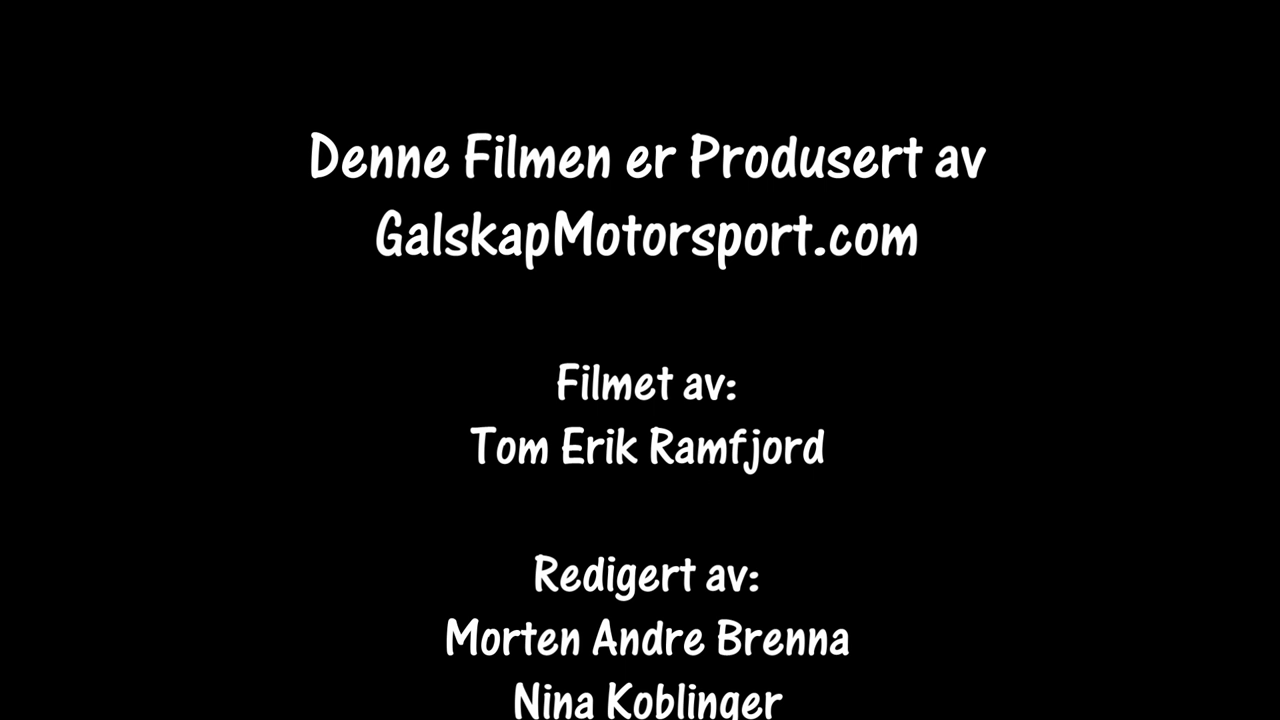 Denne Filmen er Produsert av
GalskapMotorsport.com
Filmet av:
Tom Erik Ramfjord
Redigert av:
Morten Andre Brenna
Nina Koblinger